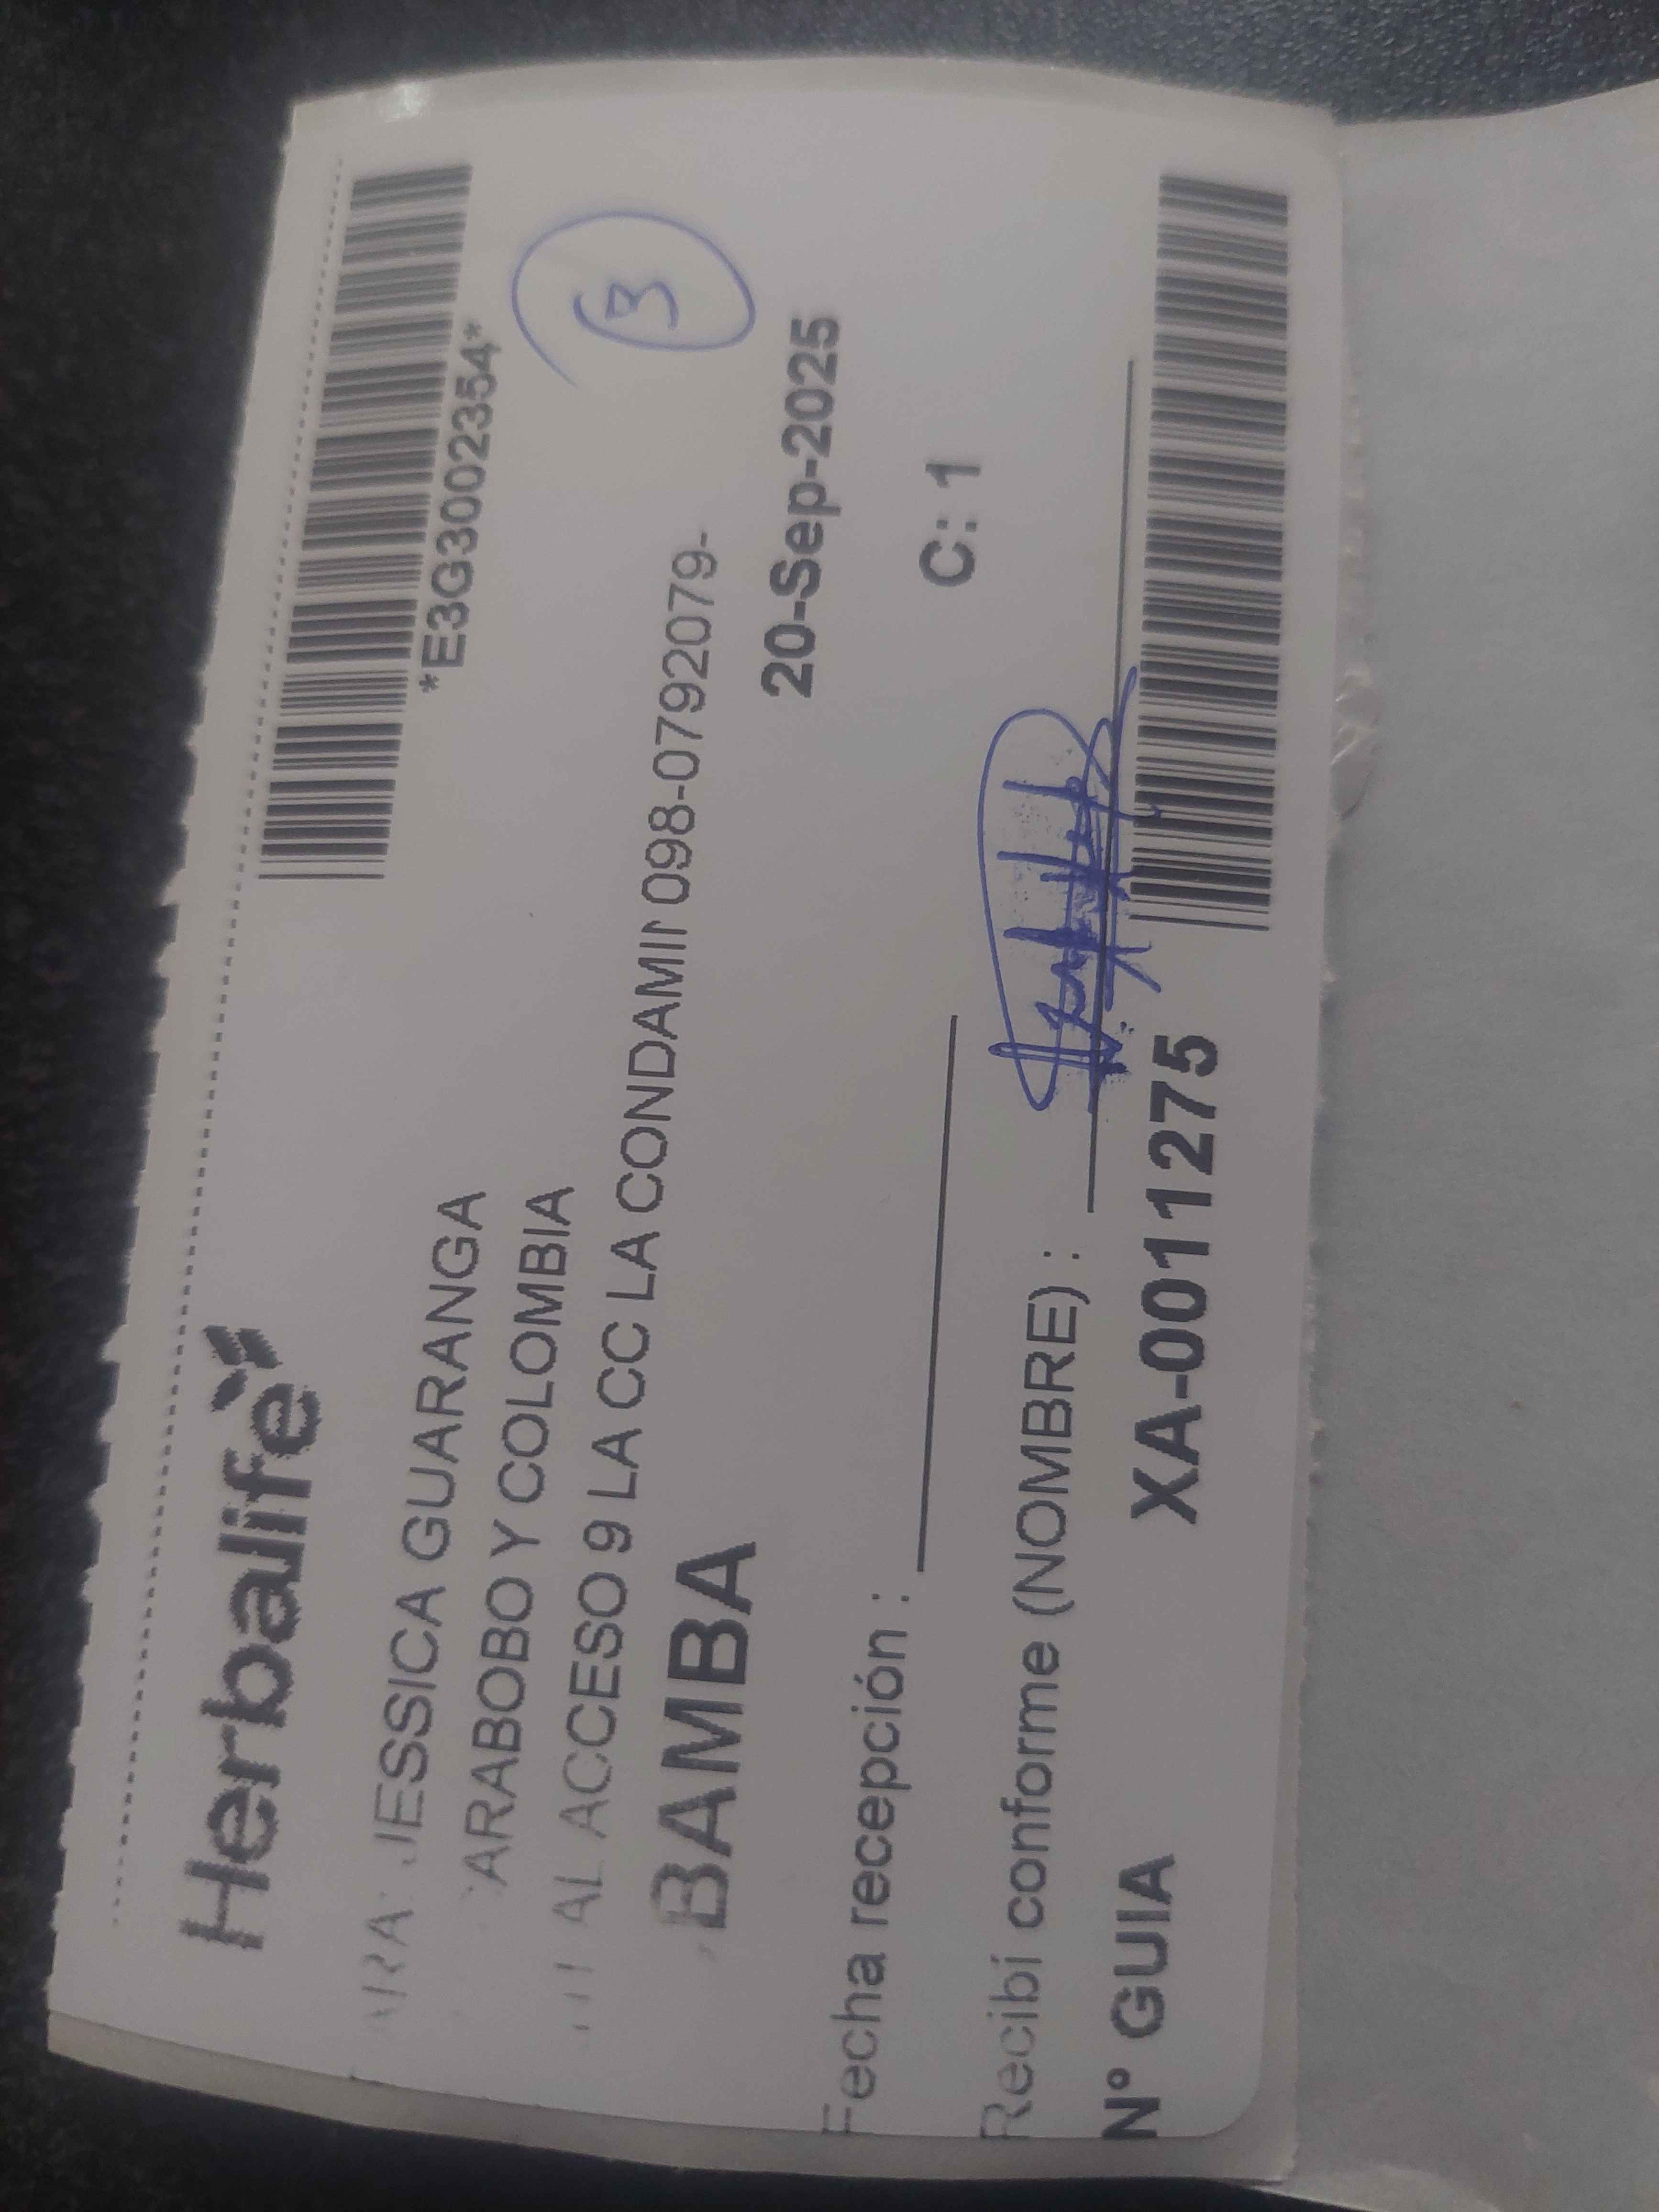 Herbalife
*E3G3002354*
JESSICA GUARANGA
3
ARABOBO Y COLOMBIA
AL ACCESO 9 LA CC LA CONDAMIN 098-0792079-
BAMBA 20-Sep-2025
Fecha recepción : C: 1
Recibí conforme (NOMBRE) :
N° GUIA XA-0011275